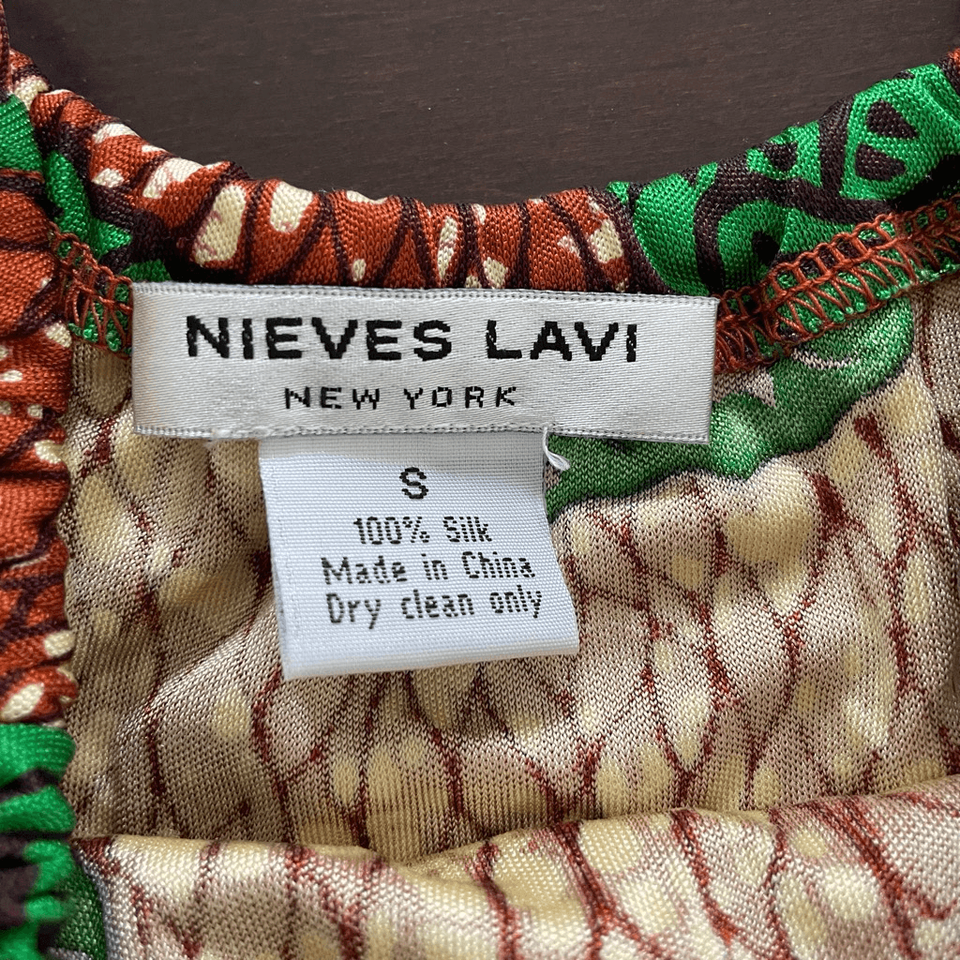 NIEVES LAVI
NEW YORK
S
100% Silk
Made in China
Dry clean only